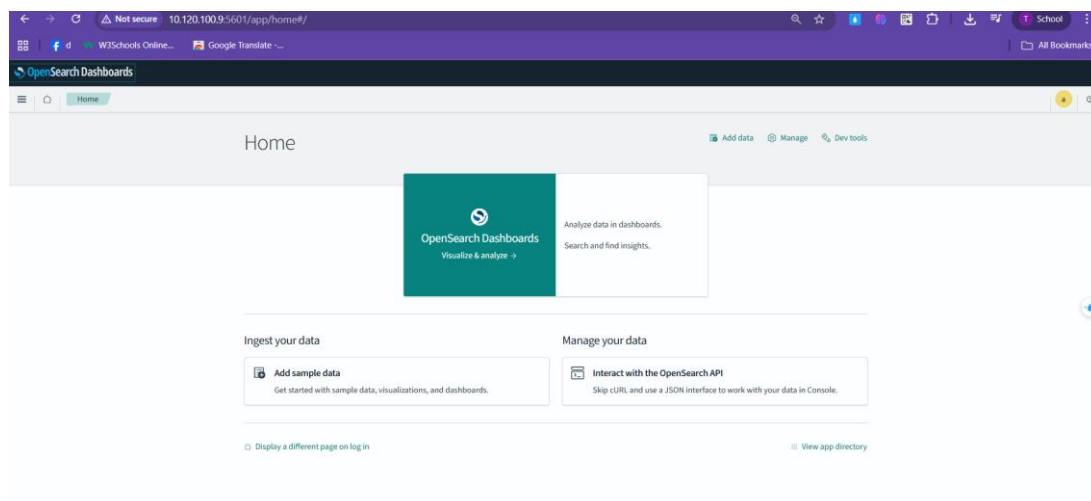 Not secure 10.120.100.9:5601/app/home#/
School
d W3Schools Online... Google Translate -...
All Bookmarks
OpenSearch Dashboards
Home
a
Home
Add data Manage Dev tools
OpenSearch Dashboards
Visualize & analyze →
Analyze data in dashboards.
Search and find insights.
Ingest your data
Manage your data
Add sample data
Get started with sample data, visualizations, and dashboards.
Interact with the OpenSearch API
Skip cURL and use a JSON interface to work with your data in Console.
Display a different page on log in
View app directory